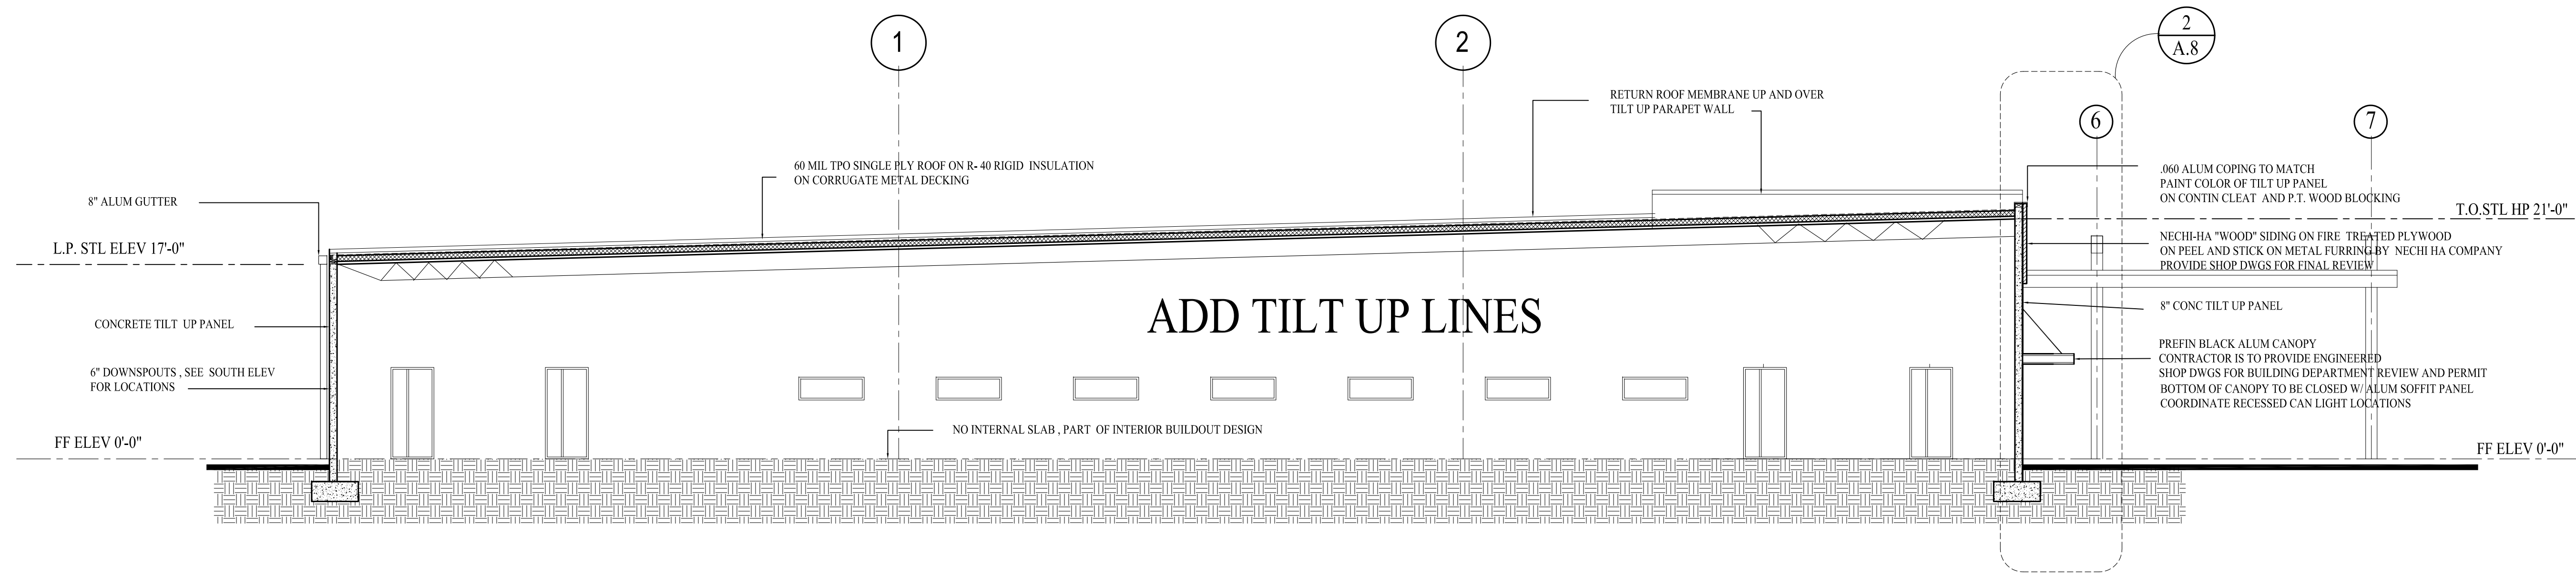 1
2
2
A.8
6
7
RETURN ROOF MEMBRANE UP AND OVER
TILT UP PARAPET WALL
60 MIL TPO SINGLE PLY ROOF ON R- 40 RIGID INSULATION
ON CORRUGATE METAL DECKING
8" ALUM GUTTER
L.P. STL ELEV 17'-0"
CONCRETE TILT UP PANEL
6" DOWNSPOUTS , SEE SOUTH ELEV
FOR LOCATIONS
FF ELEV 0'-0"
ADD TILT UP LINES
NO INTERNAL SLAB , PART OF INTERIOR BUILDOUT DESIGN
.060 ALUM COPING TO MATCH
PAINT COLOR OF TILT UP PANEL
ON CONTIN CLEAT AND P.T. WOOD BLOCKING
T.O.STL HP 21'-0"
NECHI-HA "WOOD" SIDING ON FIRE TREATED PLYWOOD
ON PEEL AND STICK ON METAL FURRING BY NECHI HA COMPANY
PROVIDE SHOP DWGS FOR FINAL REVIEW
8" CONC TILT UP PANEL
PREFIN BLACK ALUM CANOPY
CONTRACTOR IS TO PROVIDE ENGINEERED
SHOP DWGS FOR BUILDING DEPARTMENT REVIEW AND PERMIT
BOTTOM OF CANOPY TO BE CLOSED W/ ALUM SOFFIT PANEL
COORDINATE RECESSED CAN LIGHT LOCATIONS
FF ELEV 0'-0"